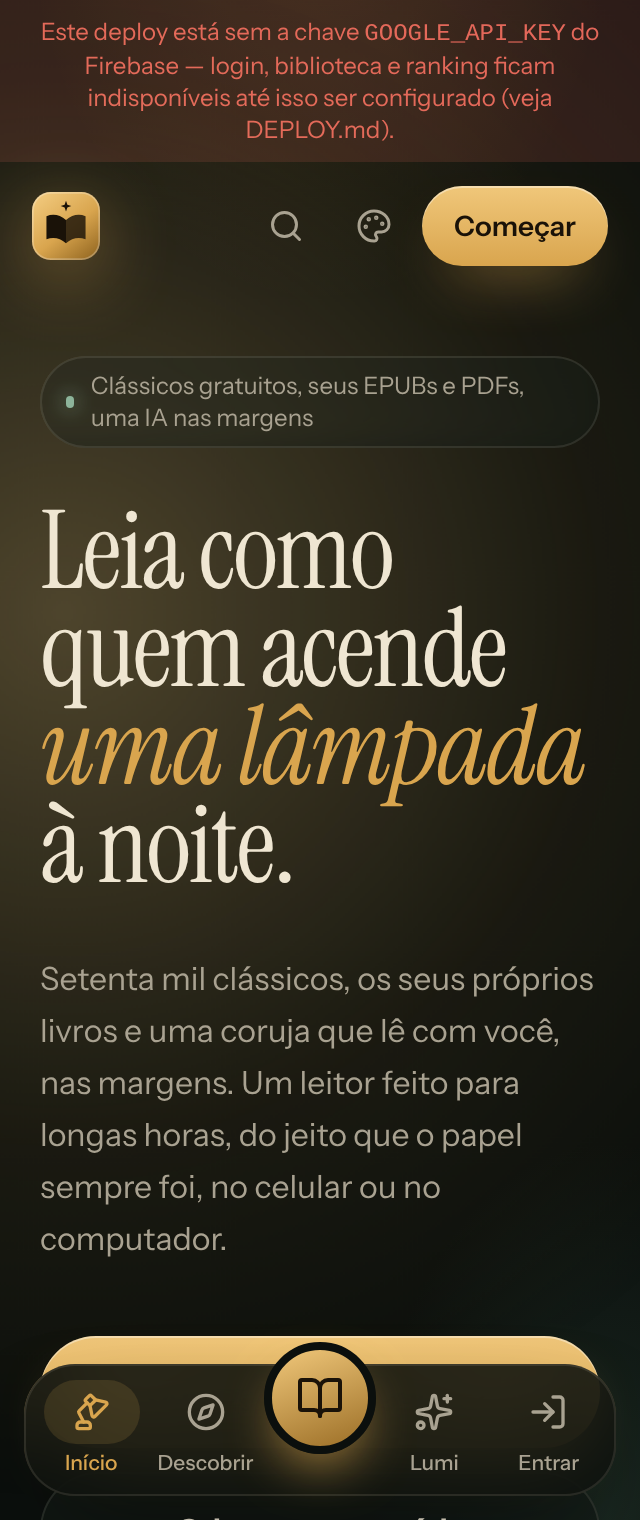 Este deploy está sem a chave GOOGLE_API_KEY do
Firebase — login, biblioteca e ranking ficam
indisponíveis até isso ser configurado (veja
DEPLOY.md).
Começar
Clássicos gratuitos, seus EPUBs e PDFs,
uma IA nas margens
Leia como
quem acende
uma lâmpada
à noite.
Setenta mil clássicos, os seus próprios
livros e uma coruja que lê com você,
nas margens. Um leitor feito para
longas horas, do jeito que o papel
sempre foi, no celular ou no
computador.
Início
Descobrir
Lumi
Entrar